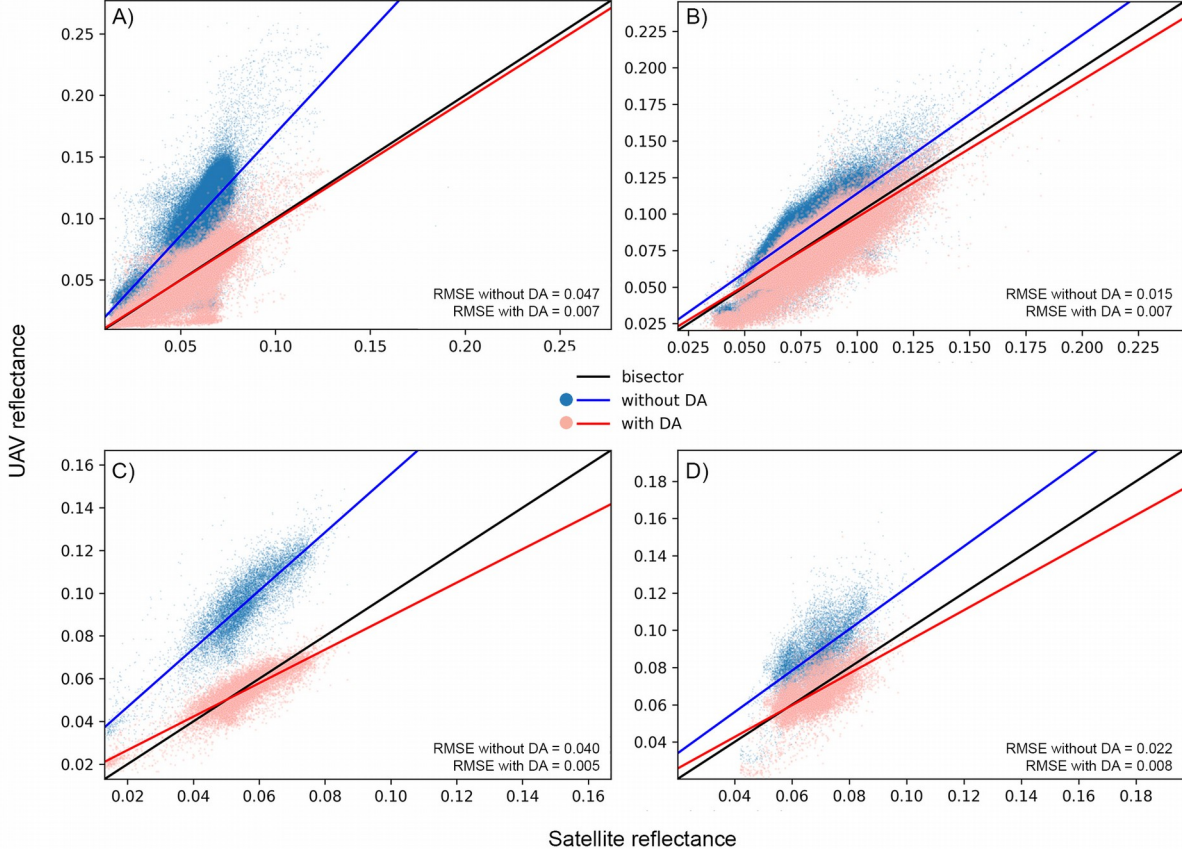 A)
0.25
0.20
0.15
0.10
0.05
RMSE without DA = 0.047
RMSE with DA = 0.007
0.05 0.10 0.15 0.20 0.25
B)
0.225
0.200
0.175
0.150
0.125
0.100
0.075
0.050
0.025
RMSE without DA = 0.015
RMSE with DA = 0.007
0.025 0.050 0.075 0.100 0.125 0.150 0.175 0.200 0.225
UAV reflectance
bisector
without DA
with DA
C)
0.16
0.14
0.12
0.10
0.08
0.06
0.04
0.02
RMSE without DA = 0.040
RMSE with DA = 0.005
0.02 0.04 0.06 0.08 0.10 0.12 0.14 0.16
D)
0.18
0.16
0.14
0.12
0.10
0.08
0.06
0.04
RMSE without DA = 0.022
RMSE with DA = 0.008
0.04 0.06 0.08 0.10 0.12 0.14 0.16 0.18
Satellite reflectance